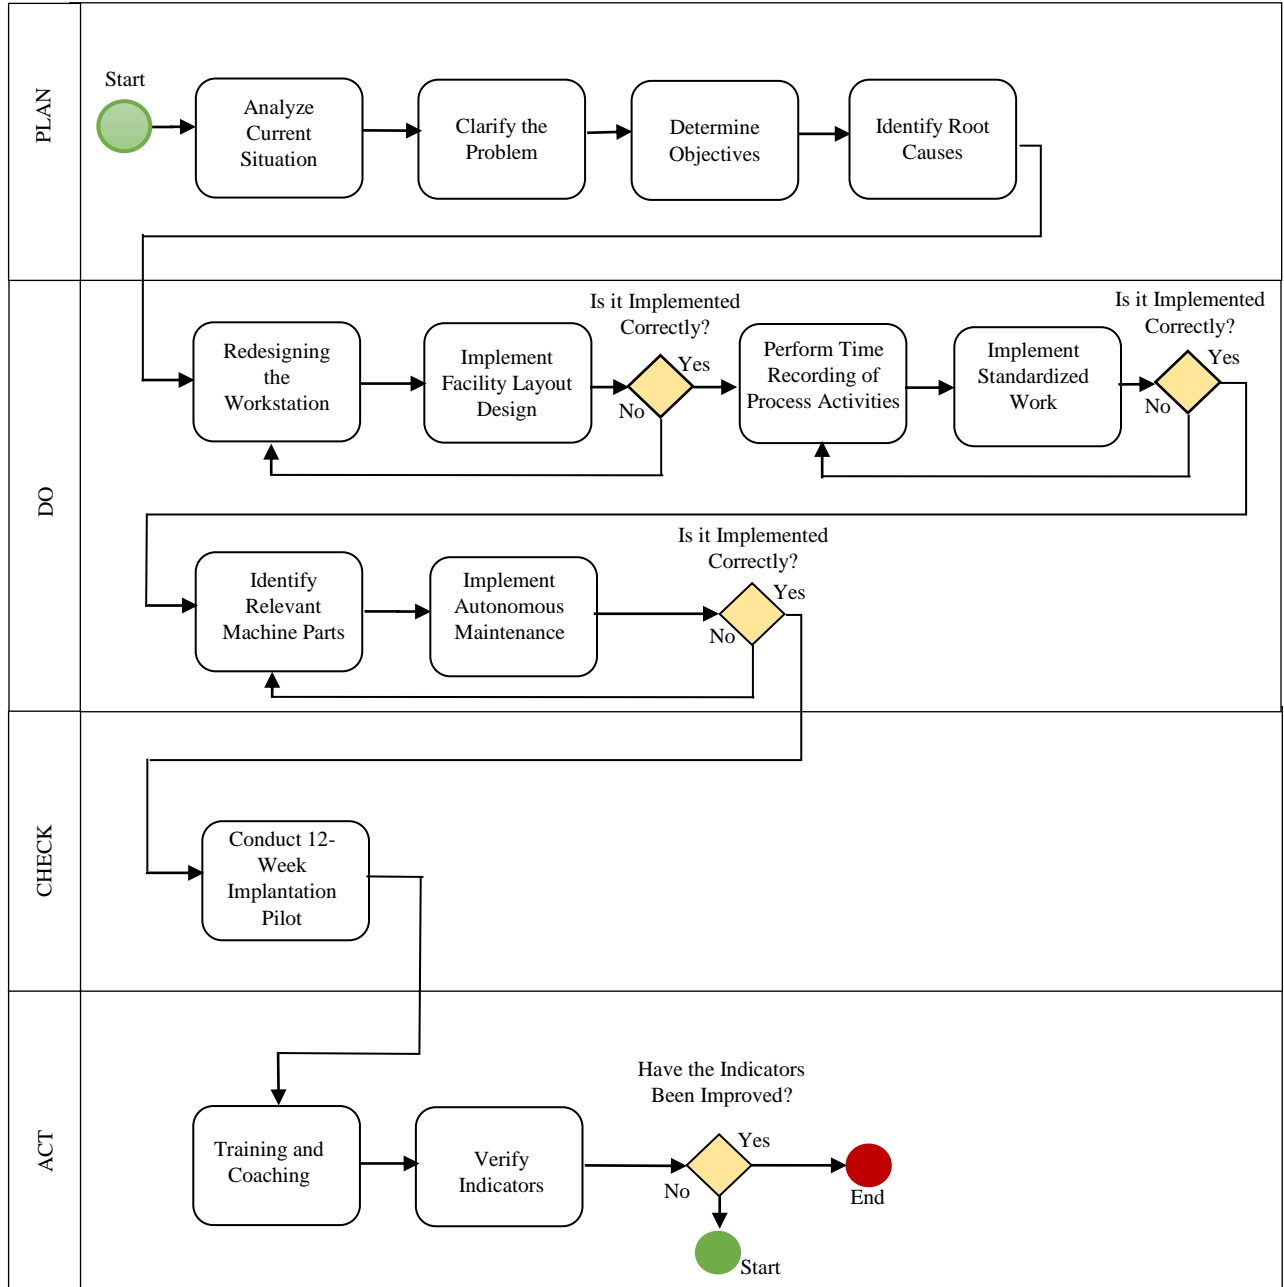 PLAN
Start
Analyze
Current
Situation
Clarify the
Problem
Determine
Objectives
Identify Root
Causes
DO
Redesigning
the
Workstation
Implement
Facility Layout
Design
Is it Implemented
Correctly?
Yes
No
Perform Time
Recording of
Process Activities
Implement
Standardized
Work
Is it Implemented
Correctly?
Yes
No
Identify
Relevant
Machine Parts
Implement
Autonomous
Maintenance
Is it Implemented
Correctly?
Yes
No
CHECK
Conduct 12-
Week
Implantation
Pilot
ACT
Training and
Coaching
Verify
Indicators
Have the Indicators
Been Improved?
Yes
No
End
Start